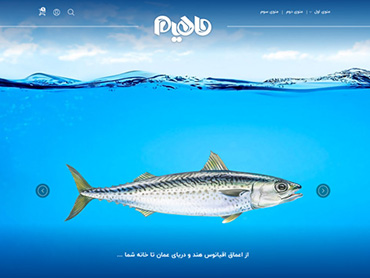 منوی اول | منوی دوم | منوی سوم
ماهیم
از اعماق اقیانوس هند و دریای عمان تا خانه شما ...